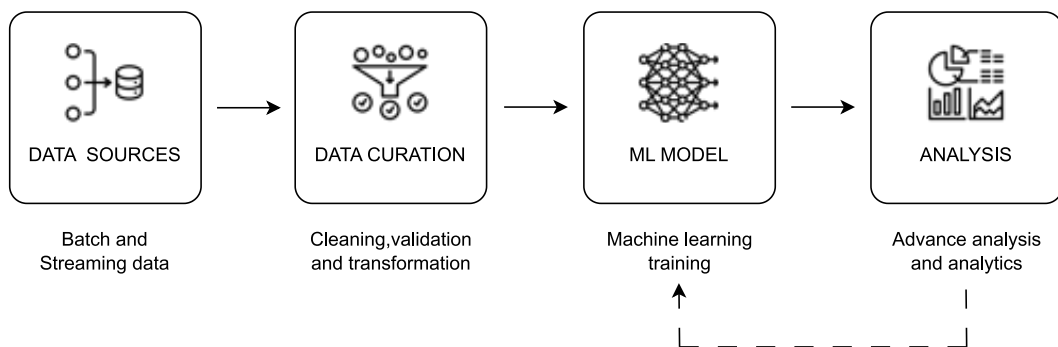 DATA SOURCES
DATA CURATION
ML MODEL
ANALYSIS
Batch and
Streaming data
Cleaning,validation
and transformation
Machine learning
training
Advance analysis
and analytics